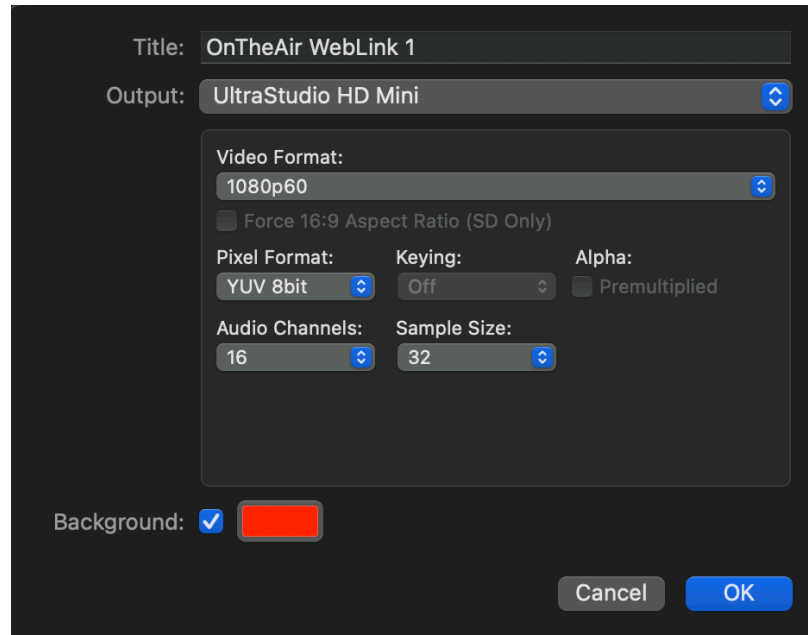 Title: OnTheAir WebLink 1
Output: UltraStudio HD Mini
Video Format:
1080p60
Force 16:9 Aspect Ratio (SD Only)
Pixel Format: Keying: Alpha:
YUV 8bit Off Premultiplied
Audio Channels: Sample Size:
16 32
Background:
Cancel OK